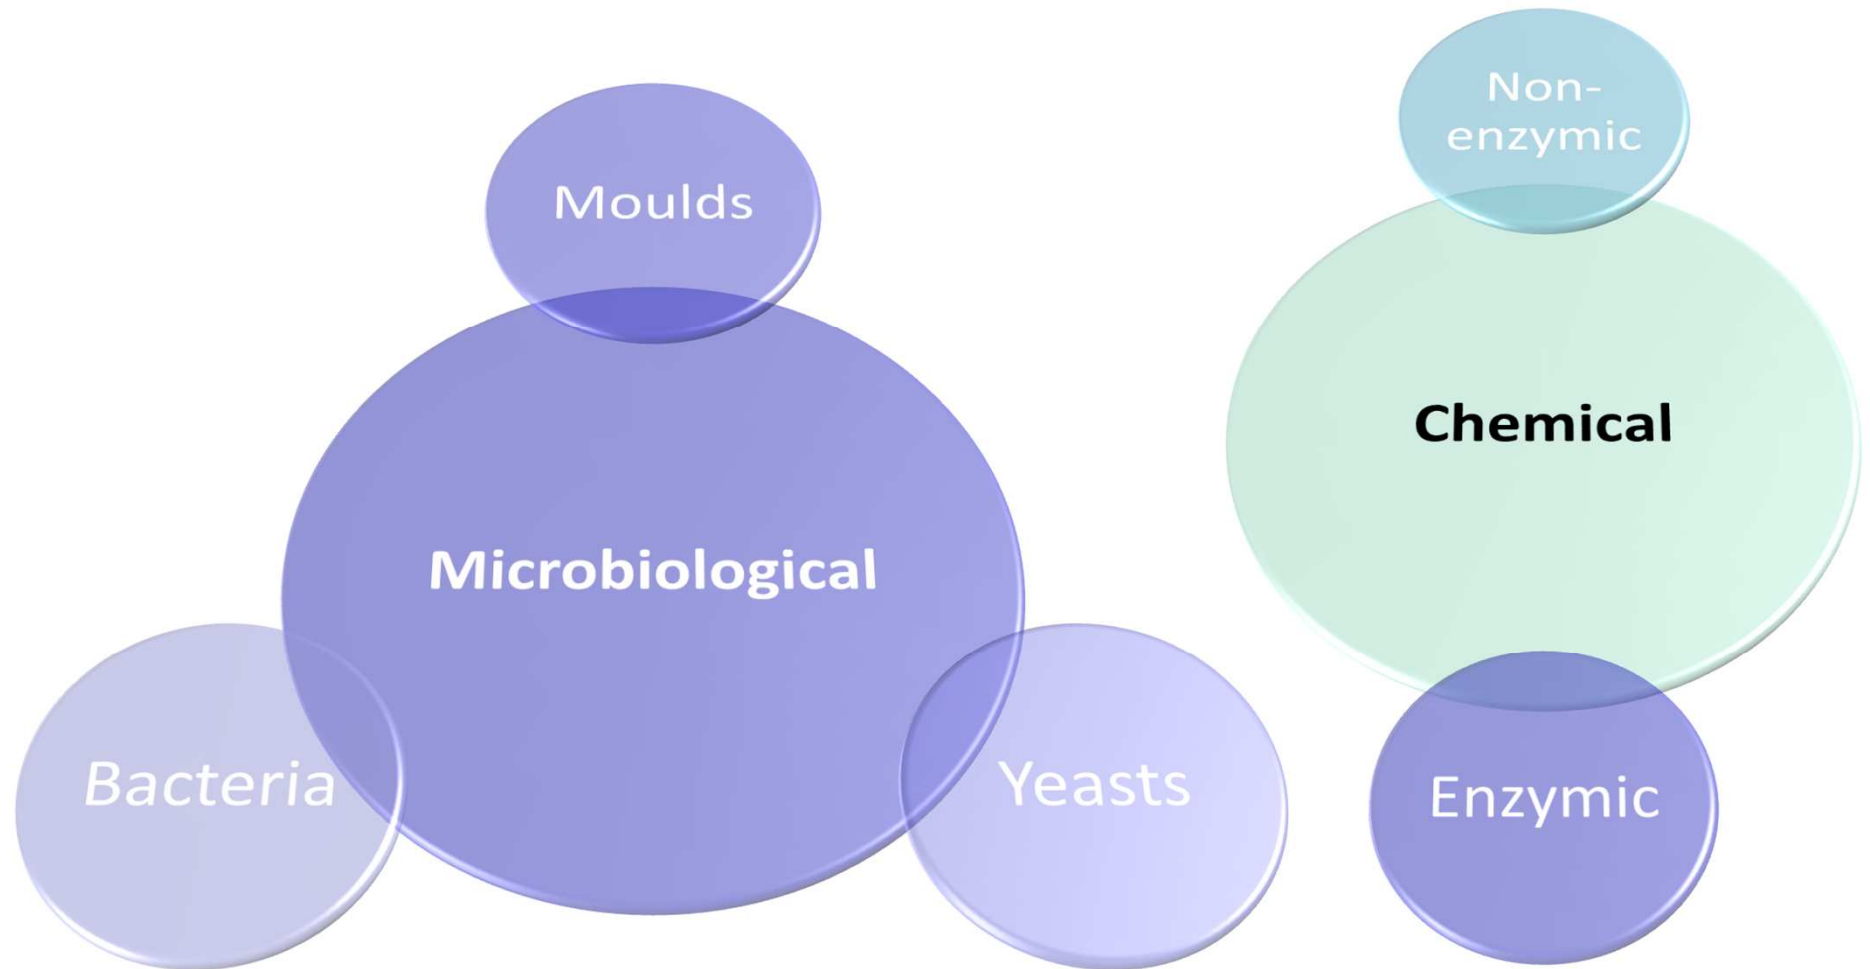 Moulds
Microbiological
Bacteria
Yeasts
Non-
enzymic
Chemical
Enzymic